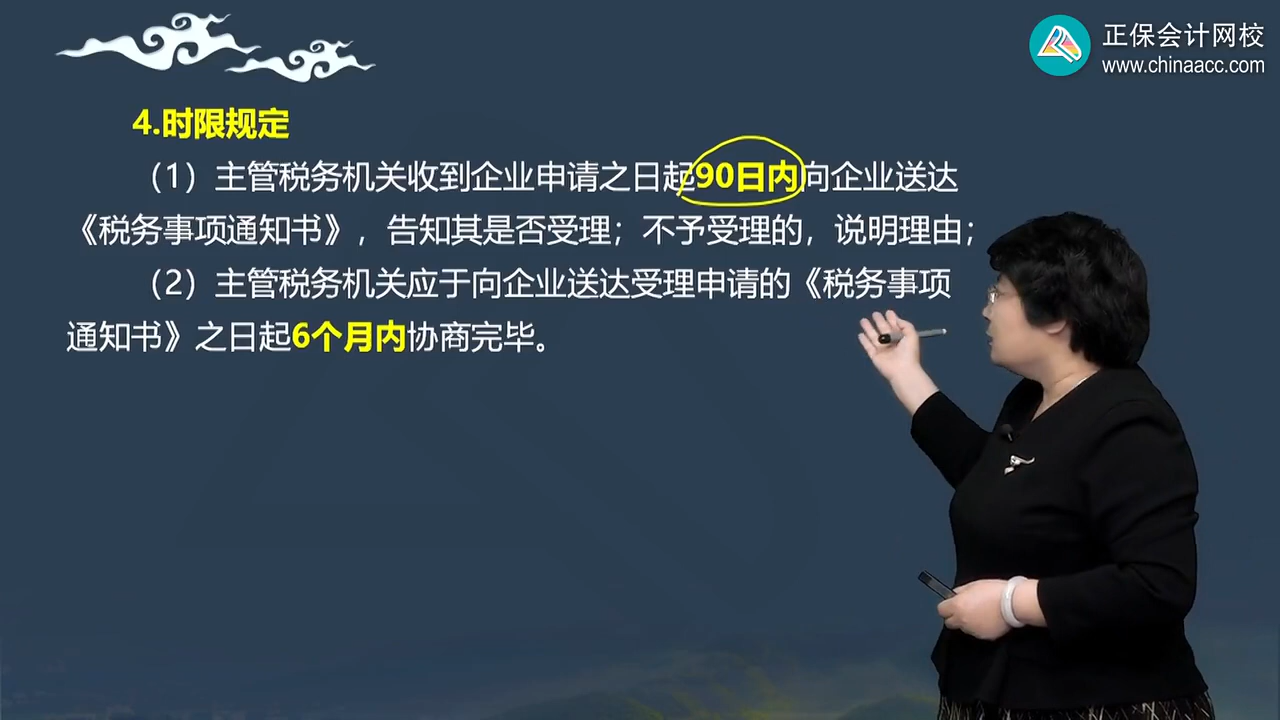 正保会计网校
www.chinaacc.com
4.时限规定
（1）主管税务机关收到企业申请之日起90日内向企业送达
《税务事项通知书》，告知其是否受理；不予受理的，说明理由；
（2）主管税务机关应于向企业送达受理申请的《税务事项
通知书》之日起6个月内协商完毕。